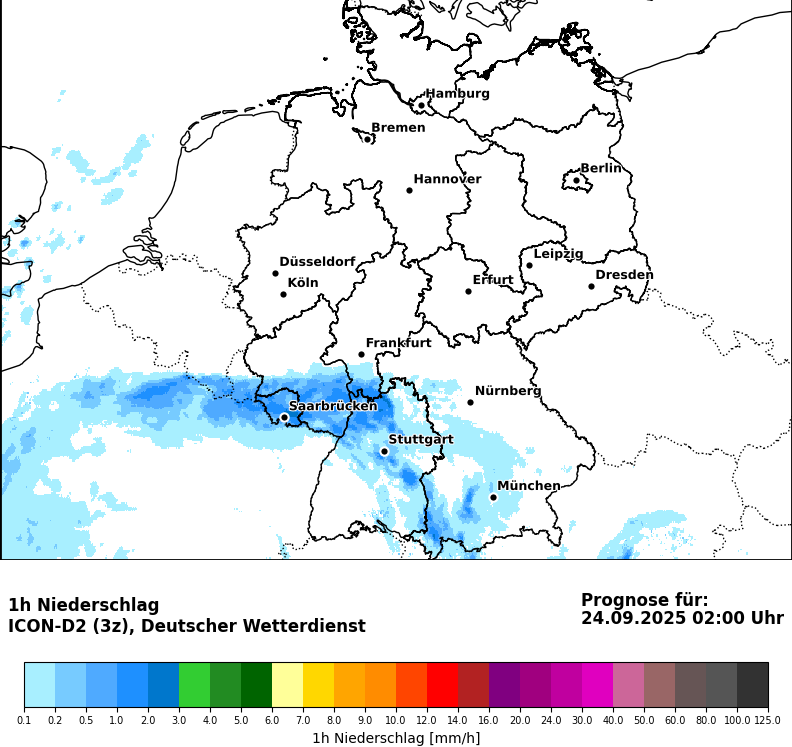 Hamburg
Bremen
Berlin
Hannover
Düsseldorf
Leipzig
Köln
Erfurt
Dresden
Frankfurt
Nürnberg
Saarbrücken
Stuttgart
München
1h Niederschlag
ICON-D2 (3z), Deutscher Wetterdienst
Prognose für:
24.09.2025 02:00 Uhr
0.1 0.2 0.5 1.0 2.0 3.0 4.0 5.0 6.0 7.0 8.0 9.0 10.0 12.0 14.0 16.0 20.0 24.0 30.0 40.0 50.0 60.0 80.0 100.0 125.0
1h Niederschlag [mm/h]